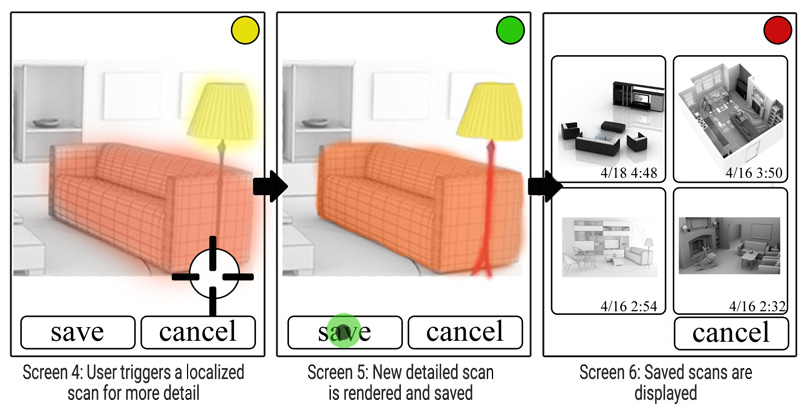 save
cancel
save
cancel
4/18 4:48
4/16 3:50
4/16 2:54
4/16 2:32
cancel
Screen 4: User triggers a localized
scan for more detail
Screen 5: New detailed scan
is rendered and saved
Screen 6: Saved scans are
displayed